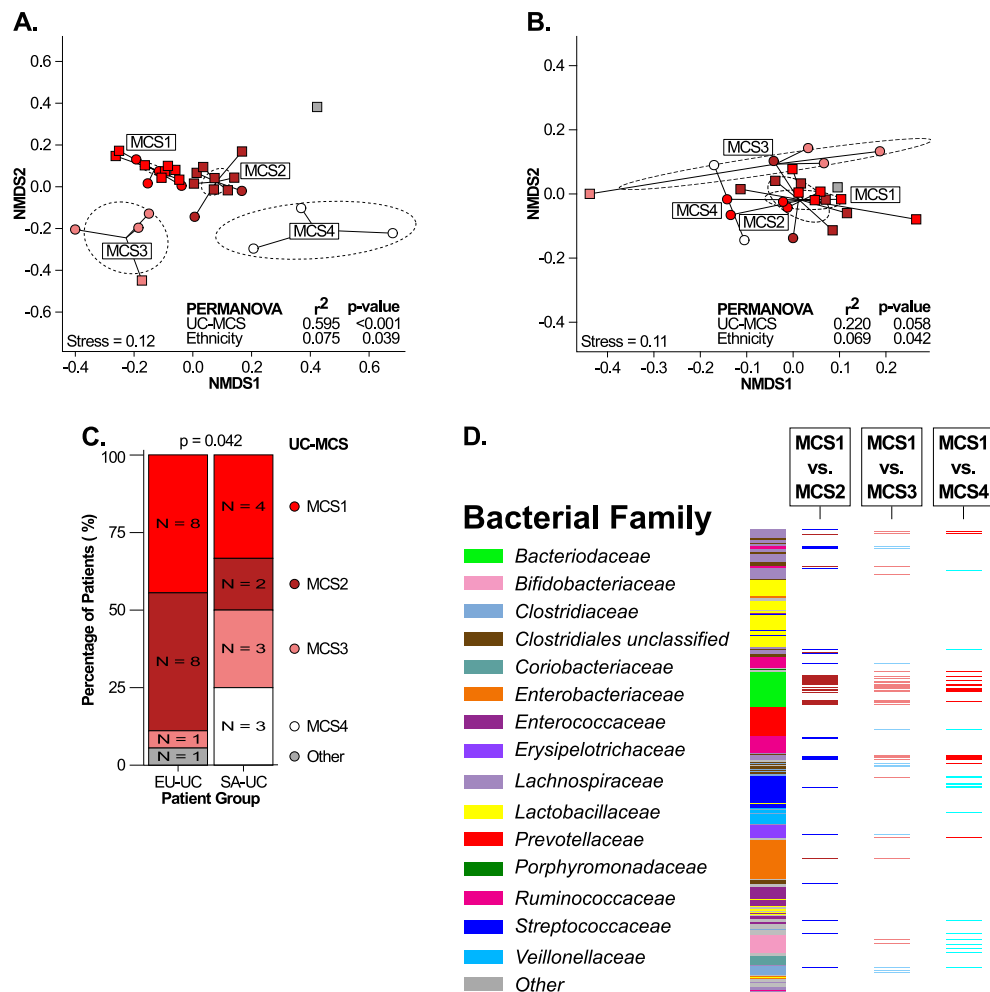 A.
0.6
0.4
0.2
0.0
-0.2
-0.4
-0.6
NMDS2
MCS1
MCS2
MCS3
MCS4
PERMANOVA r2 p-value
UC-MCS 0.595 <0.001
Ethnicity 0.075 0.039
Stress = 0.12
-0.4 -0.2 0.0 0.2 0.4 0.6
NMDS1
B.
0.4
0.2
0.0
-0.2
-0.4
NMDS2
MCS3
MCS1
MCS4
MCS2
PERMANOVA r2 p-value
UC-MCS 0.220 0.058
Ethnicity 0.069 0.042
Stress = 0.11
-0.4 -0.3 -0.2 -0.1 0.0 0.1 0.2
NMDS1
C.
p = 0.042
UC-MCS
100
75
50
25
0
Percentage of Patients (%)
N = 8
N = 8
N = 1
N = 1
N = 4
N = 2
N = 3
N = 3
EU-UC SA-UC
Patient Group
MCS1
MCS2
MCS3
MCS4
Other
D.
MCS1 vs. MCS2
MCS1 vs. MCS3
MCS1 vs. MCS4
Bacterial Family
Bacteriodaceae
Bifidobacteriaceae
Clostridiaceae
Clostridiales unclassified
Coriobacteriaceae
Enterobacteriaceae
Enterococcaceae
Erysipelotrichaceae
Lachnospiraceae
Lactobacillaceae
Prevotellaceae
Porphyromonadaceae
Ruminococcaceae
Streptococcaceae
Veillonellaceae
Other